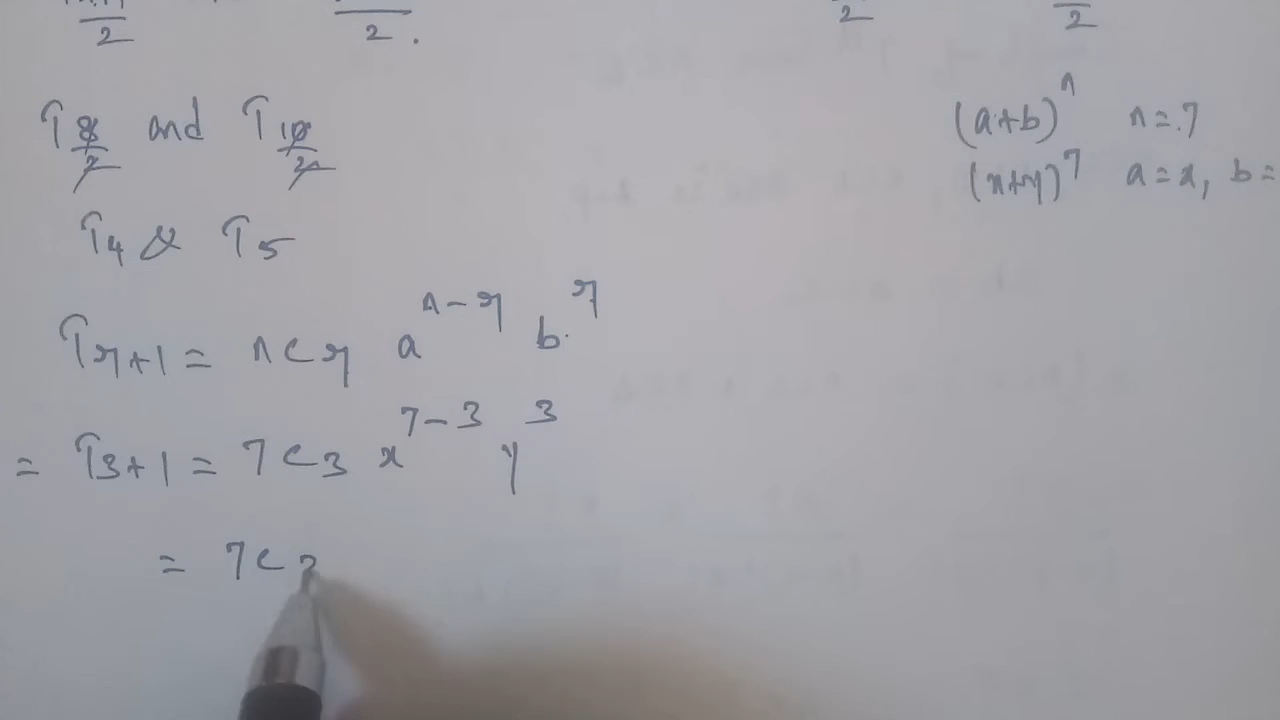 2 2. 2 2
T8/2 and T10/2 (a+b)^n n=7
(x+y)^7 a=x, b=
T4 & T5
Tr+1 = nCr a^n-r b^r
= T3+1 = 7C3 x^7-3 y^3
= 7C3